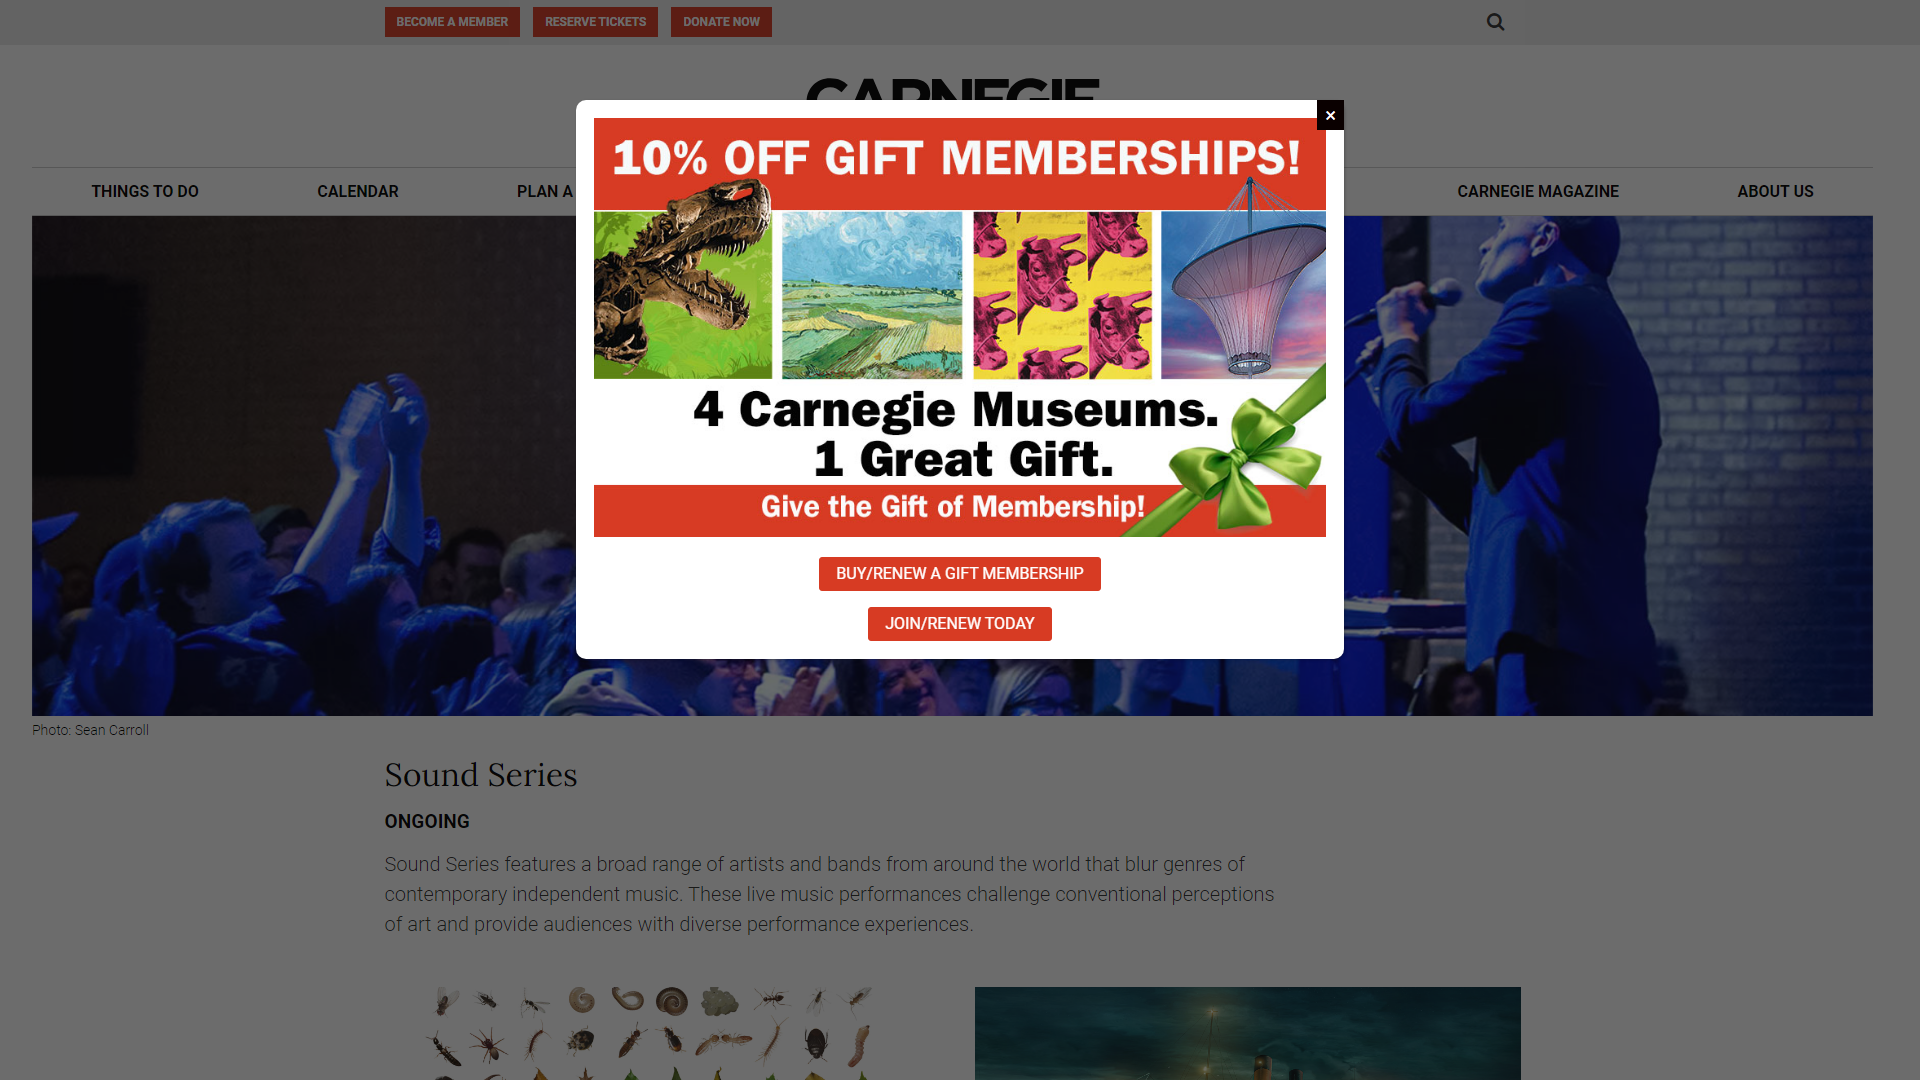 BECOME A MEMBER
RESERVE TICKETS
DONATE NOW
CARNEGIE
THINGS TO DO
CALENDAR
PLAN A
CARNEGIE MAGAZINE
ABOUT US
×
10% OFF GIFT MEMBERSHIPS!
4 Carnegie Museums.
1 Great Gift.
Give the Gift of Membership!
BUY/RENEW A GIFT MEMBERSHIP
JOIN/RENEW TODAY
Photo: Sean Carroll
Sound Series
ONGOING
Sound Series features a broad range of artists and bands from around the world that blur genres of
contemporary independent music. These live music performances challenge conventional perceptions
of art and provide audiences with diverse performance experiences.